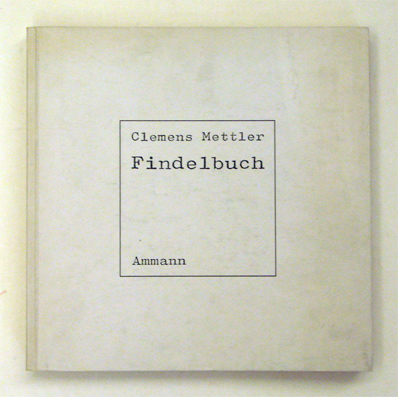 Clemens Mettler
Findelbuch
Ammann